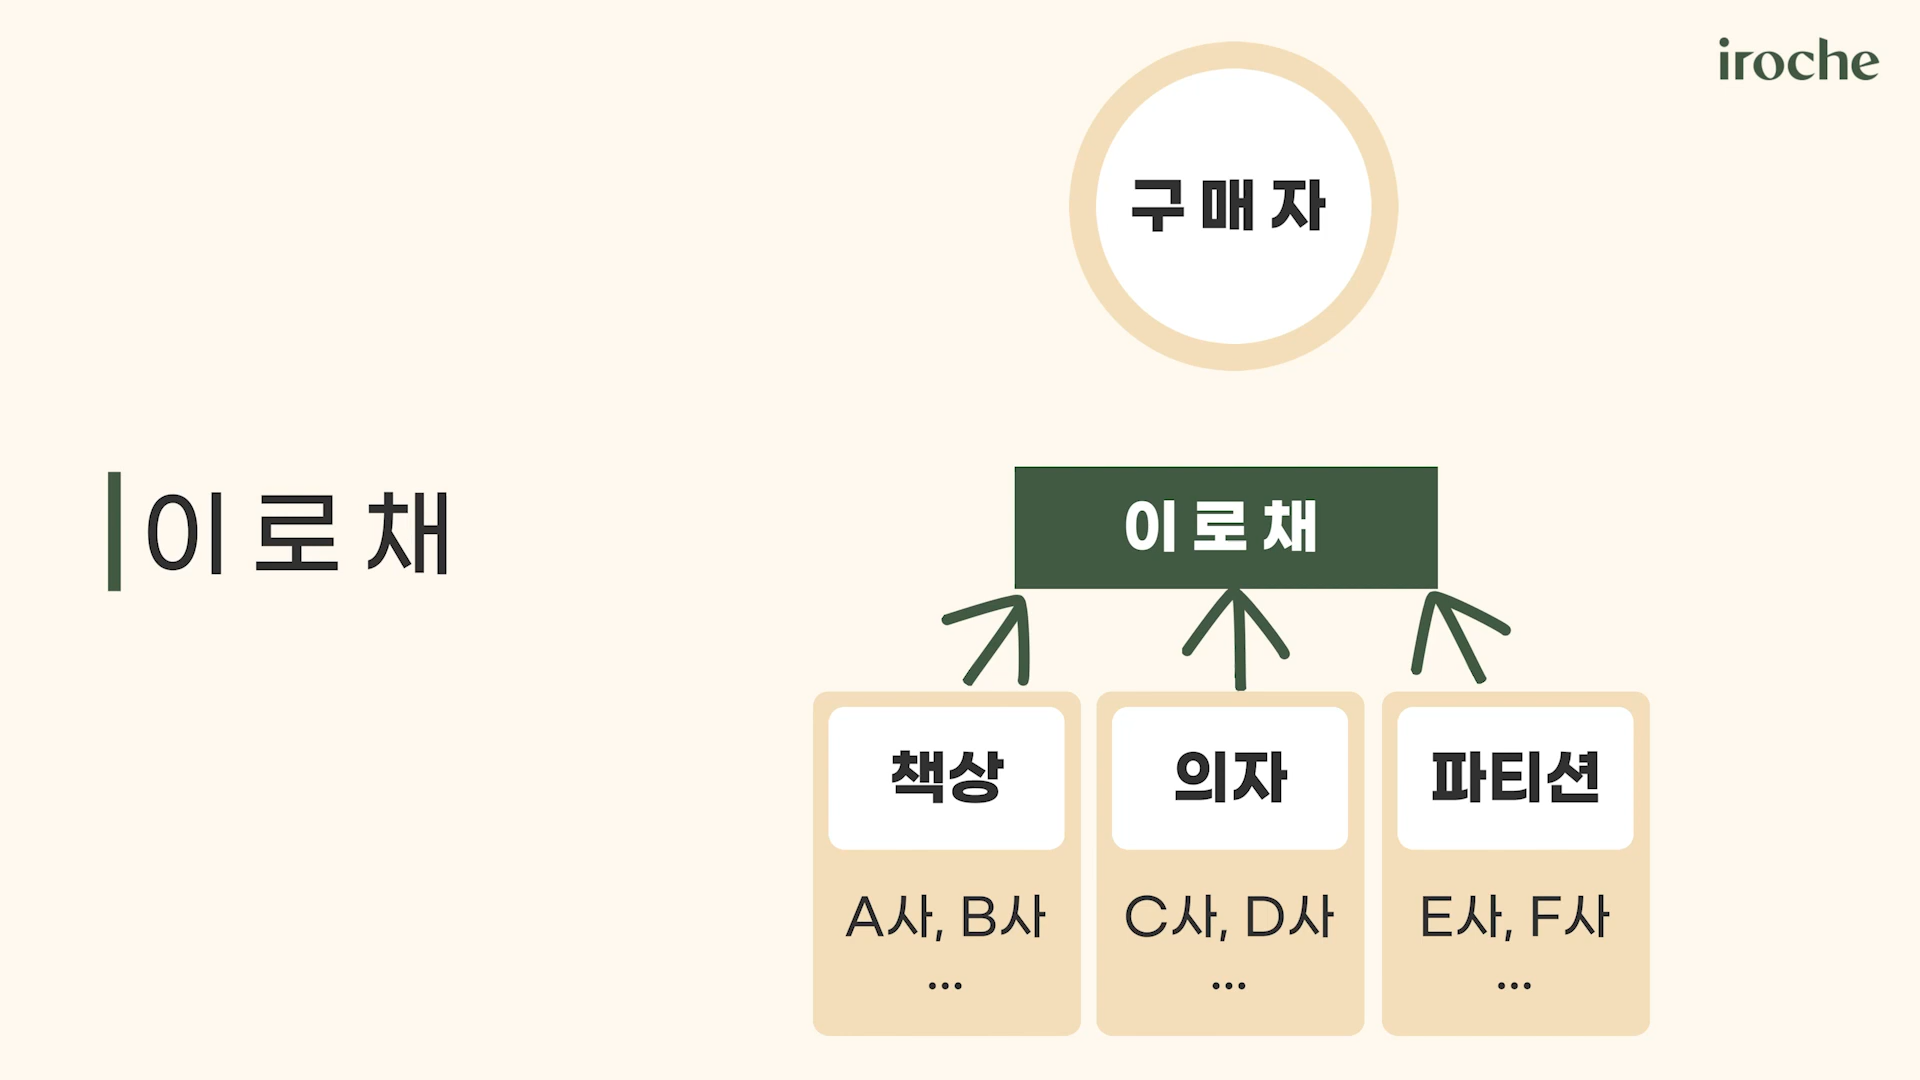 iroche
구매자
이로채
이로채
책상
의자
파티션
A사, B사
...
C사, D사
...
E사, F사
...